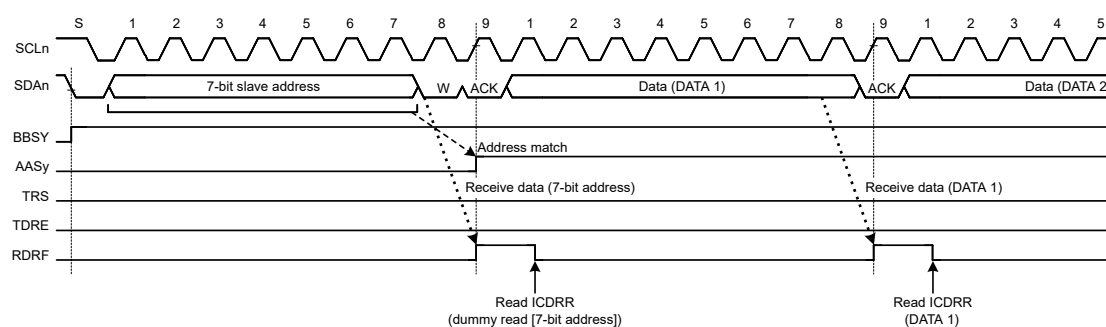 S 1 2 3 4 5 6 7 8 9 1 2 3 4 5 6 7 8 9 1 2 3 4 5
SCLn
SDAn 7-bit slave address W ACK Data (DATA 1) ACK Data (DATA 2
BBSY
Address match
AASy
Receive data (7-bit address) Receive data (DATA 1)
TRS
TDRE
RDRF
Read ICDRR Read ICDRR
(dummy read [7-bit address]) (DATA 1)